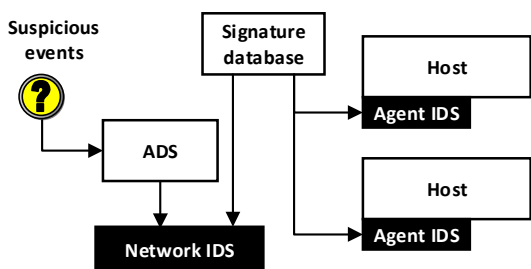 Suspicious
events
?
Signature
database
Host
Agent IDS
ADS
Host
Agent IDS
Network IDS